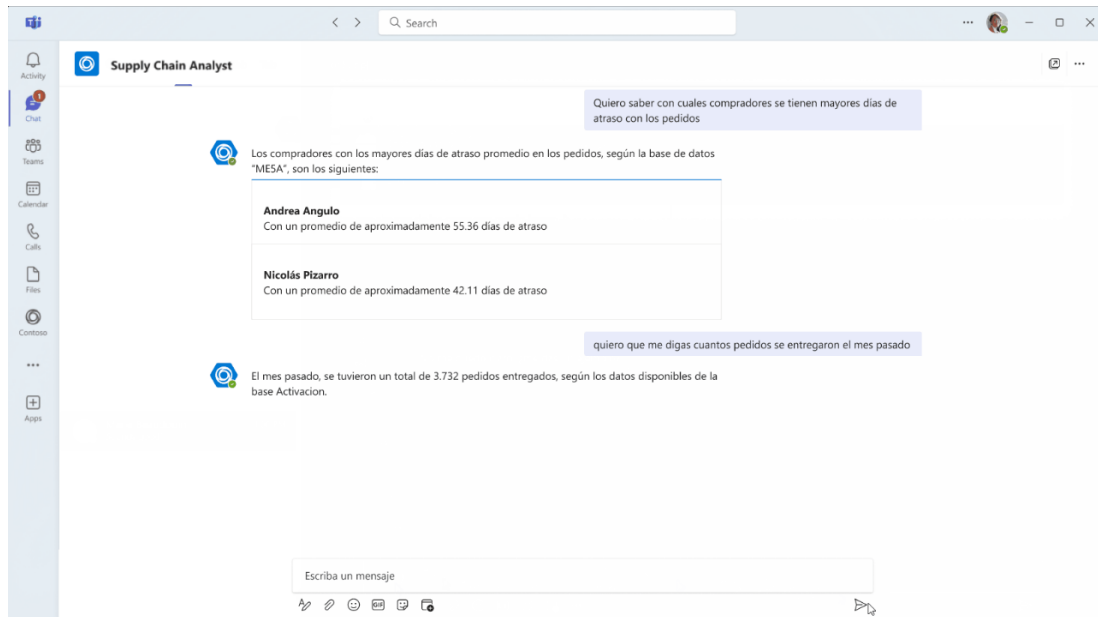 Search
Activity
Supply Chain Analyst
1
Chat
Teams
Calendar
Calls
Files
Contoso
Apps
Quiero saber con cuales compradores se tienen mayores dias de
atraso con los pedidos
Los compradores con los mayores días de atraso promedio en los pedidos, según la base de datos
"ME5A", son los siguientes:
Andrea Angulo
Con un promedio de aproximadamente 55.36 días de atraso
Nicolás Pizarro
Con un promedio de aproximadamente 42.11 días de atraso
quiero que me digas cuantos pedidos se entregaron el mes pasado
El mes pasado, se tuvieron un total de 3.732 pedidos entregados, según los datos disponibles de la
base Activacion.
Escriba un mensaje
GIF